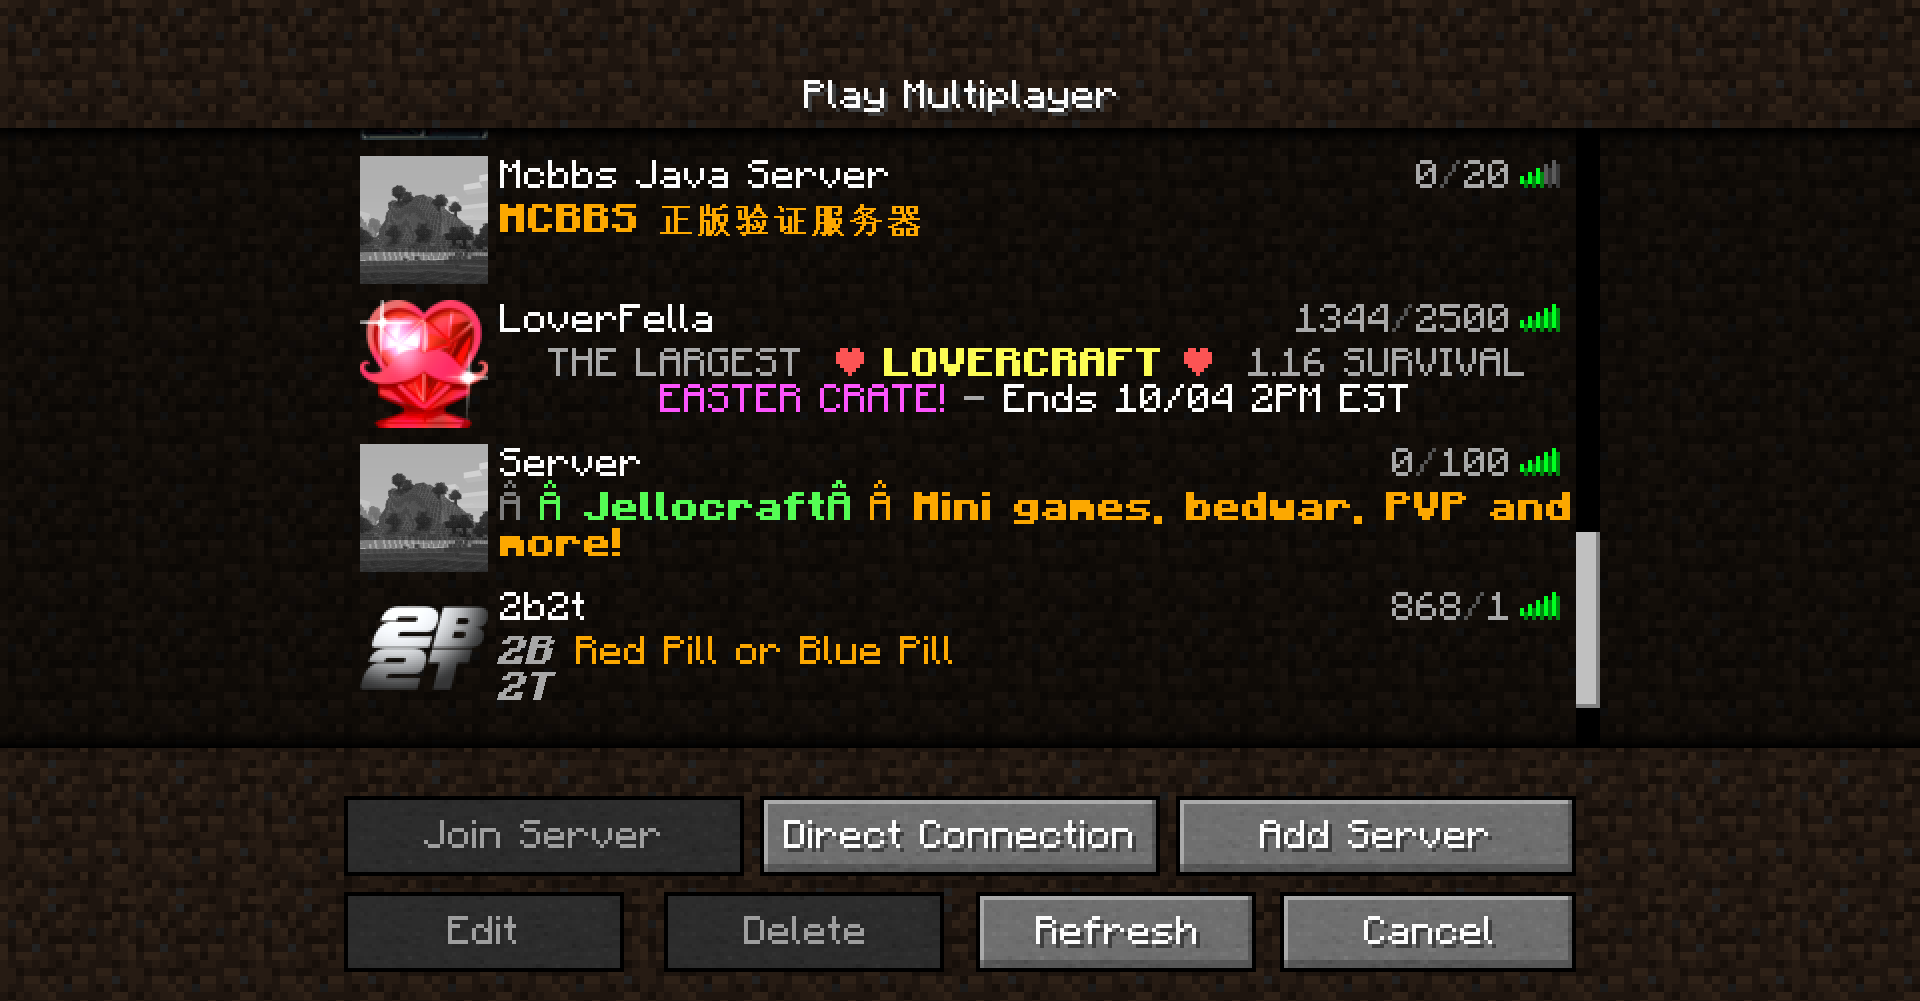 Play Multiplayer
Mcbbs Java Server 0/20
MCBBS 正版验证服务器
LoverFella 1344/2500
THE LARGEST ♥ LOVERCRAFT ♥ 1.16 SURVIVAL
EASTER CRATE! - Ends 10/04 2PM EST
Server 0/100
Â Â JellocraftÂ Â Mini games, bedwar, PVP and
more!
2B
2T
2b2t 868/1
2B Red Pill or Blue Pill
2T
Join Server
Direct Connection
Add Server
Edit
Delete
Refresh
Cancel